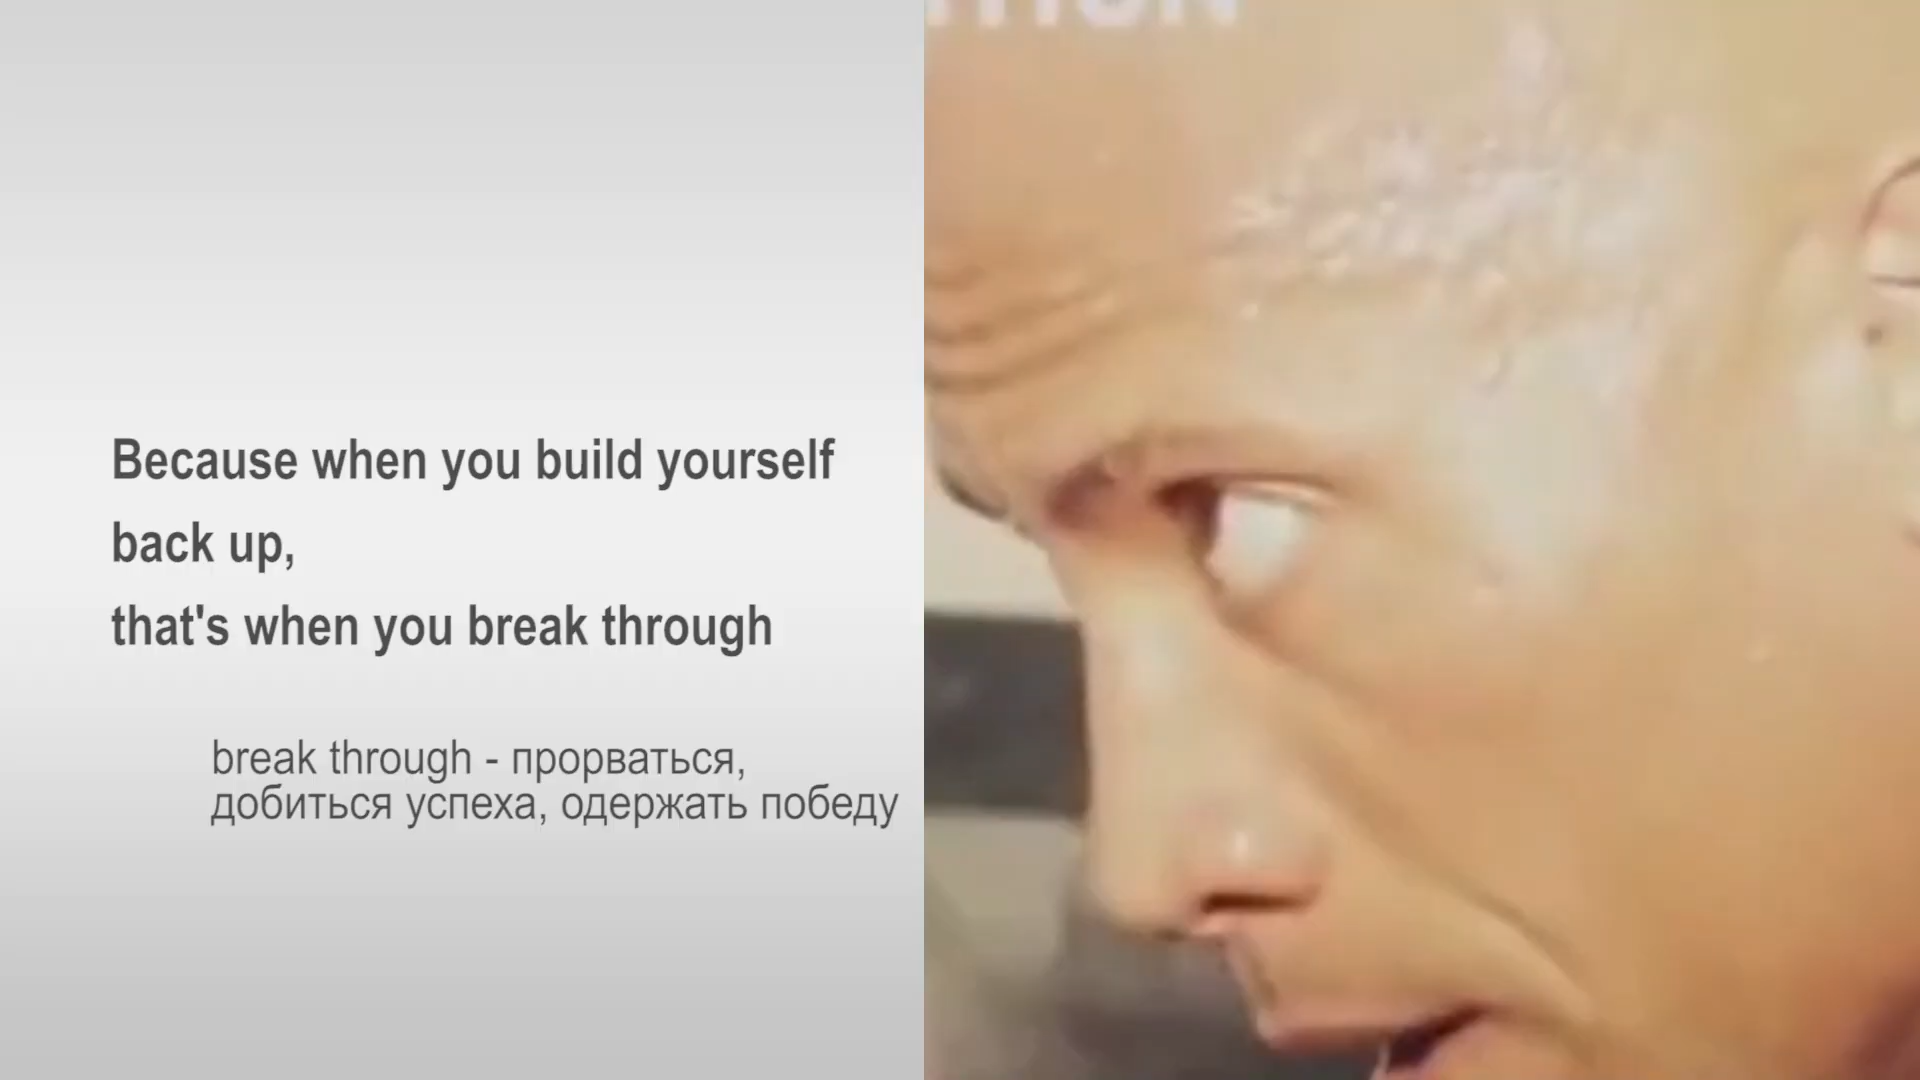 Because when you build yourself
back up,
that's when you break through
break through - прорваться,
добиться успеха, одержать победу